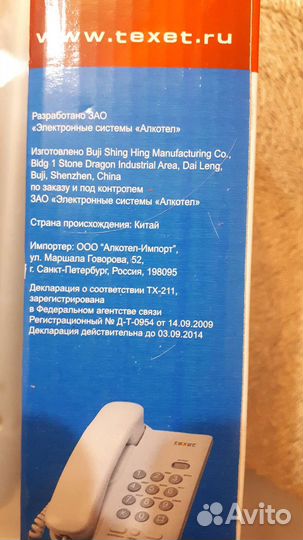 www.texet.ru
Разработано ЗАО
«Электронные системы «Алкотел»
Изготовлено Buji Shing Hing Manufacturing Co.,
Bldg 1 Stone Dragon Industrial Area, Dai Leng,
Buji, Shenzhen, China
по заказу и под контролем
ЗАО «Электронные системы «Алкотел»
Страна происхождения: Китай
Импортер: ООО "Алкотел-Импорт",
ул. Маршала Говорова, 52,
г. Санкт-Петербург, Россия, 198095
Декларация о соответствии ТХ-211,
зарегистрирована
в Федеральном агентстве связи
Регистрационный № Д-Т-0954 от 14.09.2009
Декларация действительна до 03.09.2014
texet
Avito